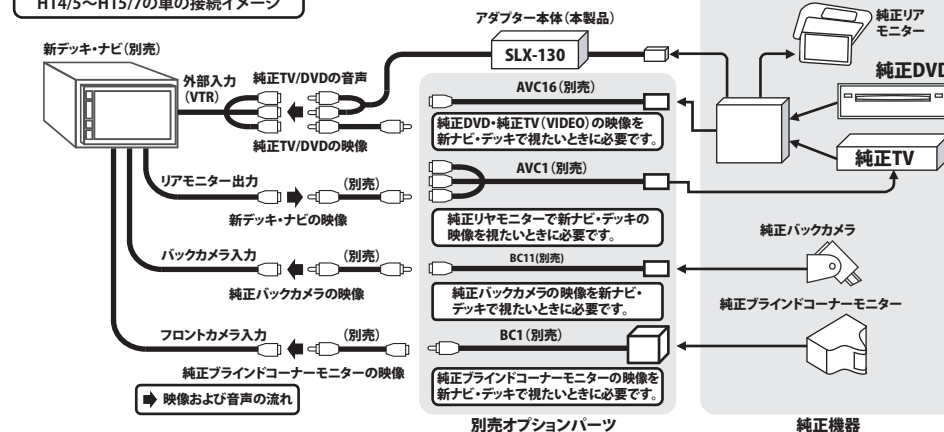 H14/5～H15/7の車の接続イメージ
アダプター本体(本製品)
SLX-130
純正リア
モニター
純正DVD
純正TV
新デッキ・ナビ(別売)
外部入力
(VTR)
純正TV/DVDの音声
純正TV/DVDの映像
AVC16(別売)
純正DVD・純正TV(VIDEO)の映像を
新ナビ・デッキで視たいときに必要です。
リアモニター出力
(別売)
新デッキ・ナビの映像
AVC1(別売)
純正リヤモニターで新ナビ・デッキの
映像を視たいときに必要です。
バックカメラ入力
(別売)
純正バックカメラの映像
BC11(別売)
純正バックカメラの映像を新ナビ・
デッキで視たいときに必要です。
純正バックカメラ
フロントカメラ入力
(別売)
純正ブラインドコーナーモニターの映像
BC1(別売)
純正ブラインドコーナーモニターの映像を
新ナビ・デッキで視たいときに必要です。
純正ブラインドコーナーモニター
映像および音声の流れ
別売オプションパーツ
純正機器